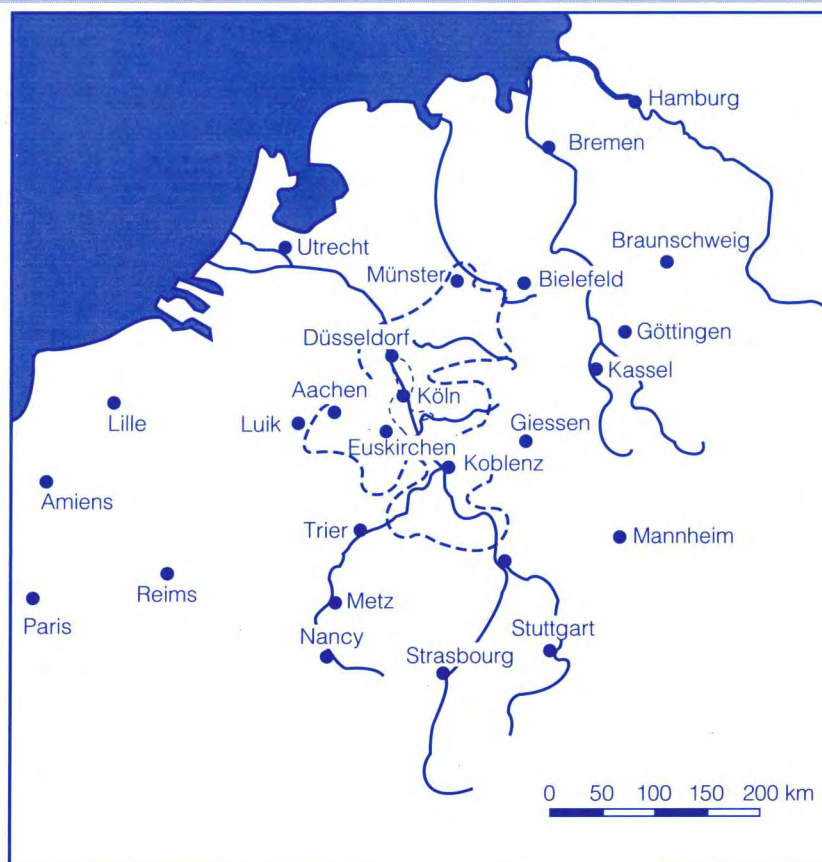 Hamburg
Bremen
Utrecht
Braunschweig
Münster
Bielefeld
Düsseldorf
Göttingen
Kassel
Aachen
Köln
Lille
Luik
Giessen
Euskirchen
Koblenz
Amiens
Trier
Mannheim
Reims
Metz
Paris
Nancy
Stuttgart
Strasbourg
0 50 100 150 200 km